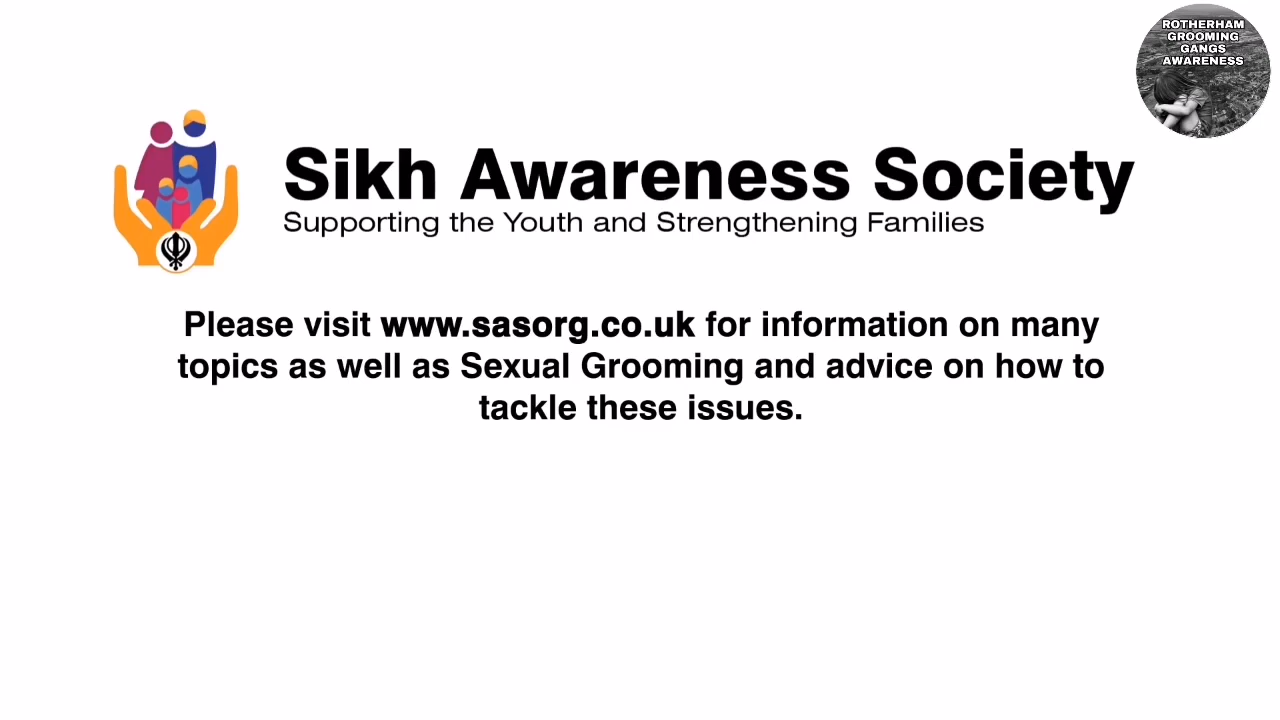 ROTHERHAM
GROOMING
GANGS
AWARENESS
Sikh Awareness Society
Supporting the Youth and Strengthening Families
Please visit www.sasorg.co.uk for information on many
topics as well as Sexual Grooming and advice on how to
tackle these issues.